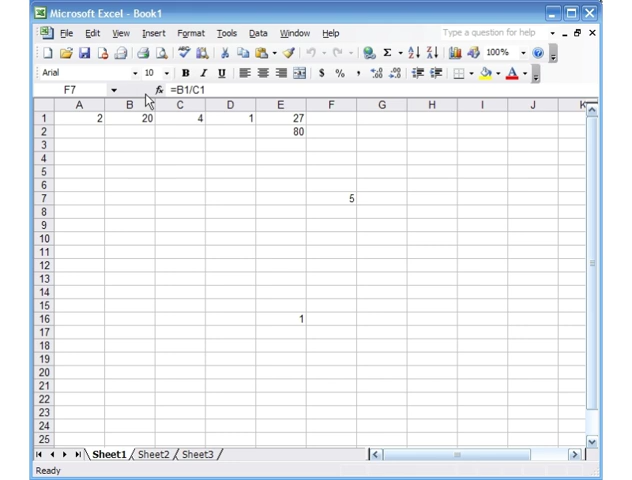 Microsoft Excel - Book1
File Edit View Insert Format Tools Data Window Help Type a question for help
Σ 100%
Arial 10 B I U $ % , A
F7 fx =B1/C1
A B C D E F G H I J K
1 2 20 4 1 27
2 80
3
4
5
6
7 5
8
9
10
11
12
13
14
15
16 1
17
18
19
20
21
22
23
24
25
Sheet1 Sheet2 Sheet3
Ready